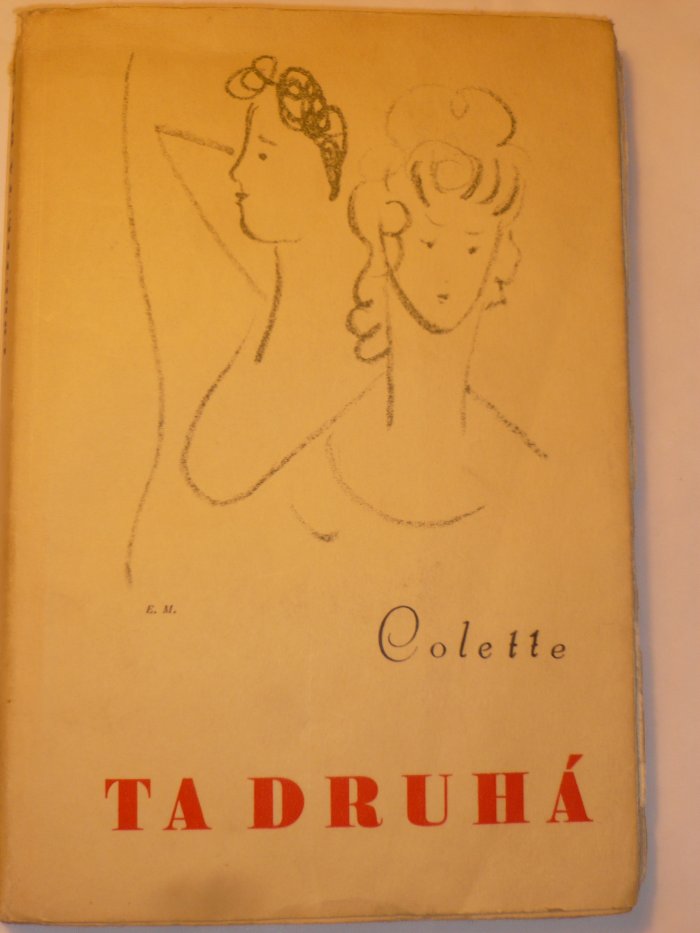 E. M.
Colette
TA DRUHÁ